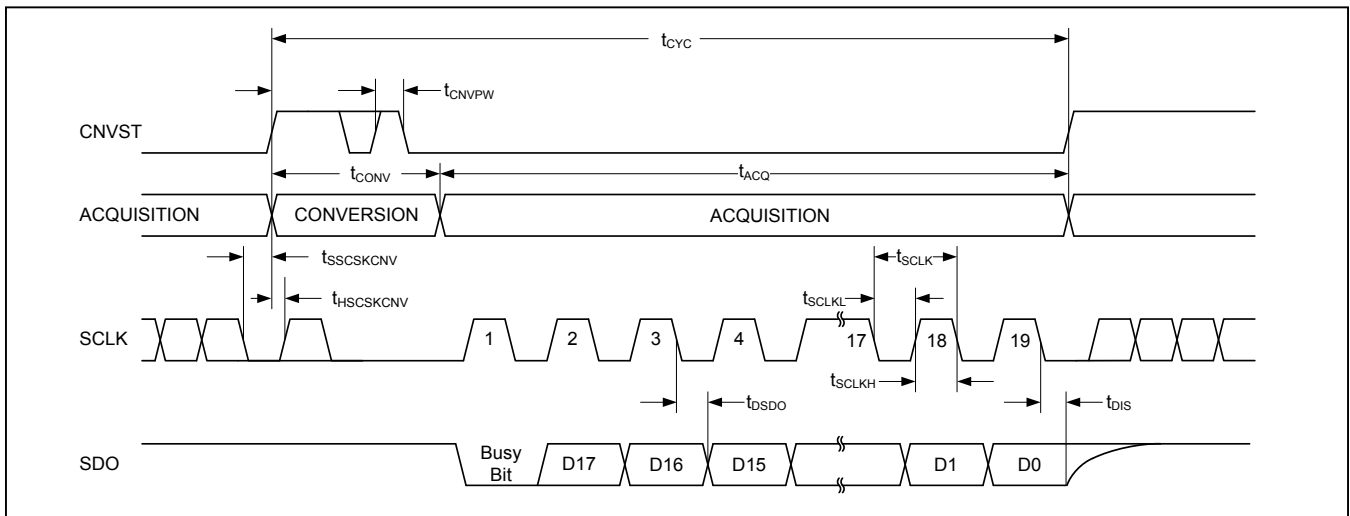 tCYC
tCNVPW
CNVST
tCONV
tACQ
ACQUISITION CONVERSION ACQUISITION
tSSCSKCNV
tHSCSKCNV
tSCLK
tSCLKL
SCLK 1 2 3 4 17 18 19
tSCLKH
tDSDO
tDIS
SDO Busy Bit D17 D16 D15 D1 D0